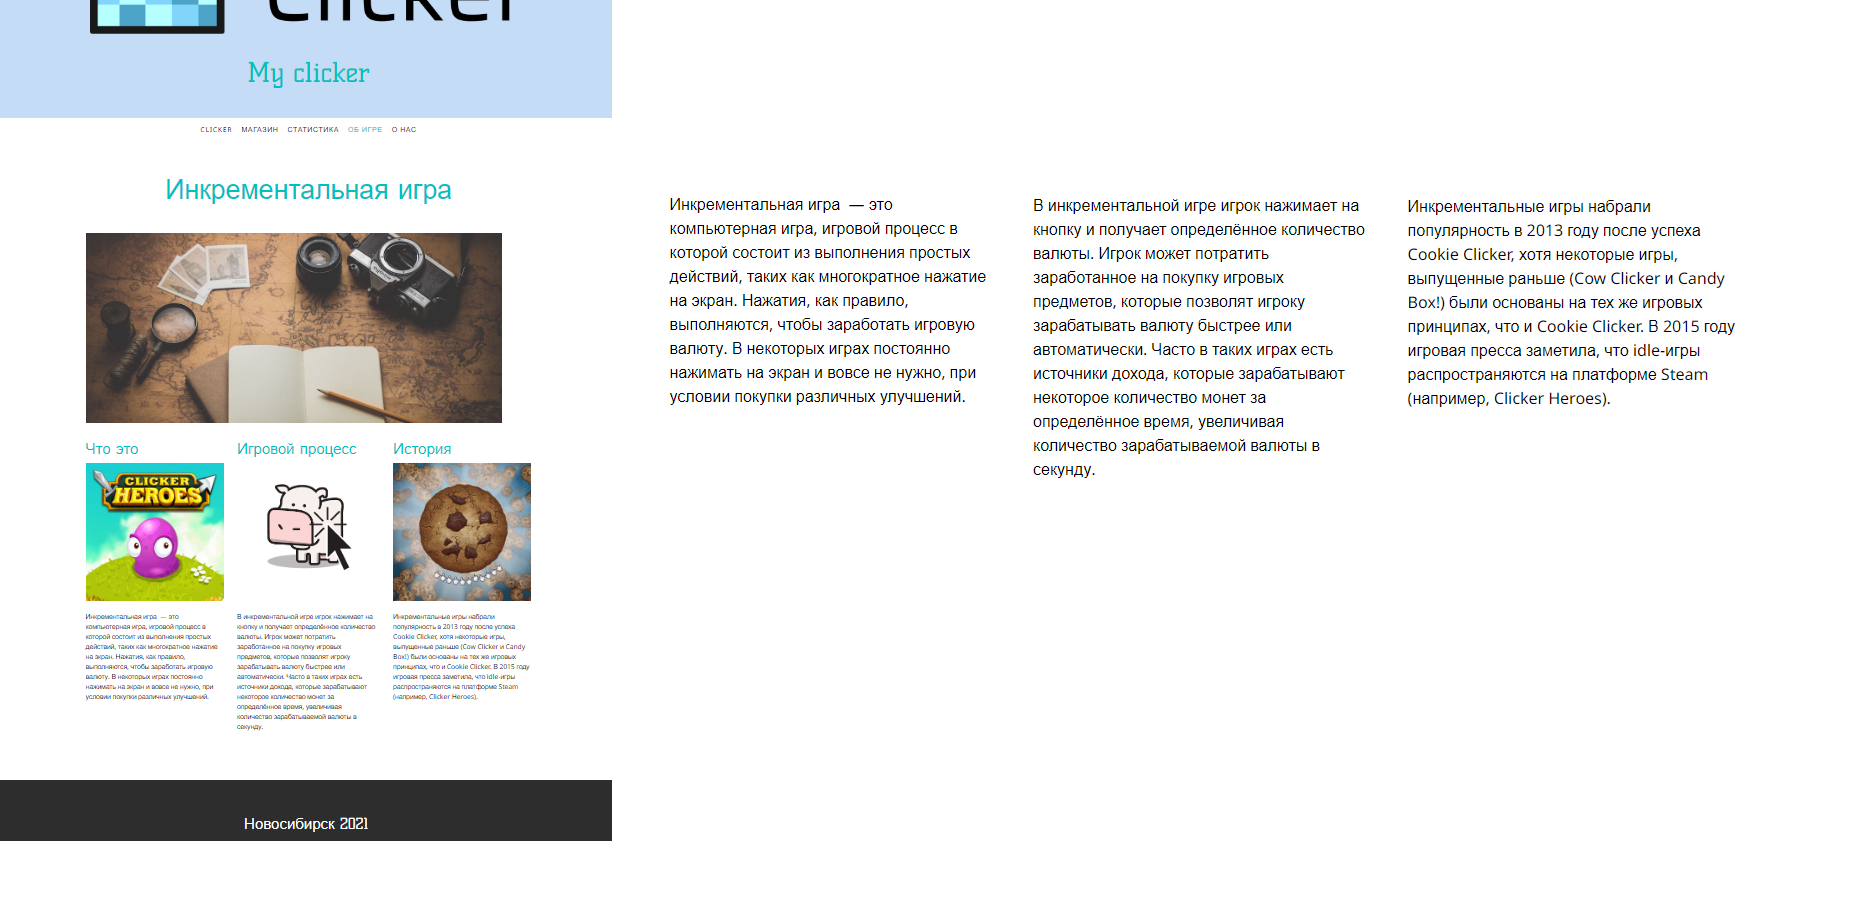 Clicker
My clicker
CLICKER МАГАЗИН СТАТИСТИКА ОБ ИГРЕ О НАС
Инкрементальная игра
Что это
Игровой процесс
История
CLICKER
HEROES
Инкрементальная игра — это
компьютерная игра, игровой процесс в
которой состоит из выполнения простых
действий, таких как многократное нажатие
на экран. Нажатия, как правило,
выполняются, чтобы заработать игровую
валюту. В некоторых играх постоянно
нажимать на экран и вовсе не нужно, при
условии покупки различных улучшений.
В инкрементальной игре игрок нажимает на
кнопку и получает определённое количество
валюты. Игрок может потратить
заработанное на покупку игровых
предметов, которые позволят игроку
зарабатывать валюту быстрее или
автоматически. Часто в таких играх есть
источники дохода, которые зарабатывают
некоторое количество монет за
определённое время, увеличивая
количество зарабатываемой валюты в
секунду.
Инкрементальные игры набрали
популярность в 2013 году после успеха
Cookie Clicker, хотя некоторые игры,
выпущенные раньше (Cow Clicker и Candy
Box!) были основаны на тех же игровых
принципах, что и Cookie Clicker. В 2015 году
игровая пресса заметила, что idle-игры
распространяются на платформе Steam
(например, Clicker Heroes).
Новосибирск 2021
Инкрементальная игра — это
компьютерная игра, игровой процесс в
которой состоит из выполнения простых
действий, таких как многократное нажатие
на экран. Нажатия, как правило,
выполняются, чтобы заработать игровую
валюту. В некоторых играх постоянно
нажимать на экран и вовсе не нужно, при
условии покупки различных улучшений.
В инкрементальной игре игрок нажимает на
кнопку и получает определённое количество
валюты. Игрок может потратить
заработанное на покупку игровых
предметов, которые позволят игроку
зарабатывать валюту быстрее или
автоматически. Часто в таких играх есть
источники дохода, которые зарабатывают
некоторое количество монет за
определённое время, увеличивая
количество зарабатываемой валюты в
секунду.
Инкрементальные игры набрали
популярность в 2013 году после успеха
Cookie Clicker, хотя некоторые игры,
выпущенные раньше (Cow Clicker и Candy
Box!) были основаны на тех же игровых
принципах, что и Cookie Clicker. В 2015 году
игровая пресса заметила, что idle-игры
распространяются на платформе Steam
(например, Clicker Heroes).